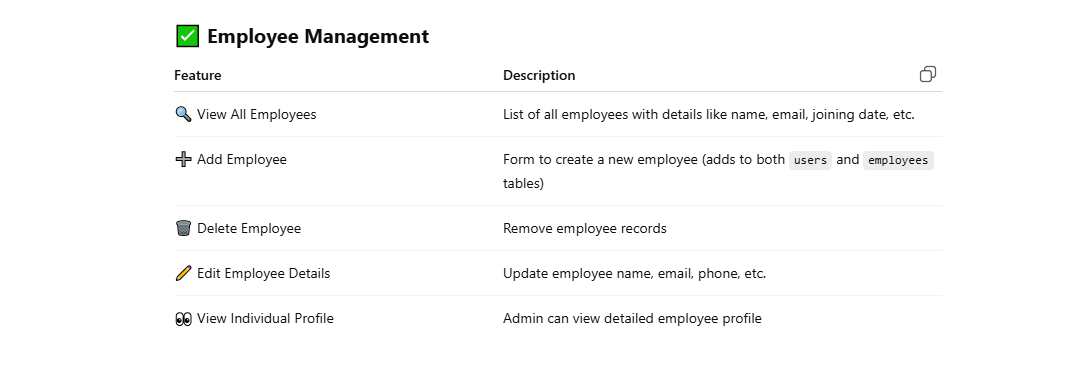 ✅ Employee Management
Feature Description
🔍 View All Employees List of all employees with details like name, email, joining date, etc.
➕ Add Employee Form to create a new employee (adds to both users and employees
tables)
🗑️ Delete Employee Remove employee records
✏️ Edit Employee Details Update employee name, email, phone, etc.
👀 View Individual Profile Admin can view detailed employee profile